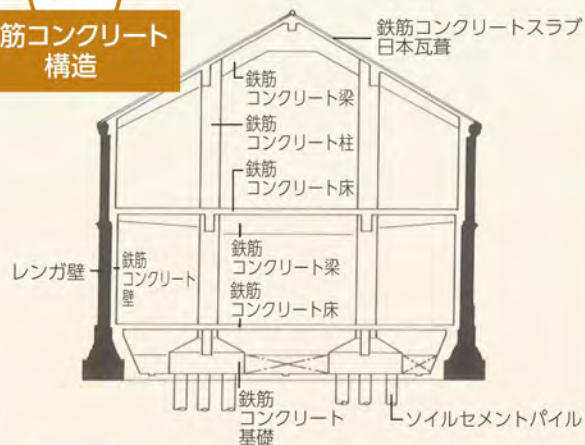 筋コンクリート
構造
鉄筋コンクリートスラブ
日本瓦葺
鉄筋
コンクリート梁
鉄筋
コンクリート柱
鉄筋
コンクリート床
レンガ壁
鉄筋
コンクリート
壁
鉄筋
コンクリート梁
鉄筋
コンクリート床
鉄筋
コンクリート
基礎
ソイルセメントパイル